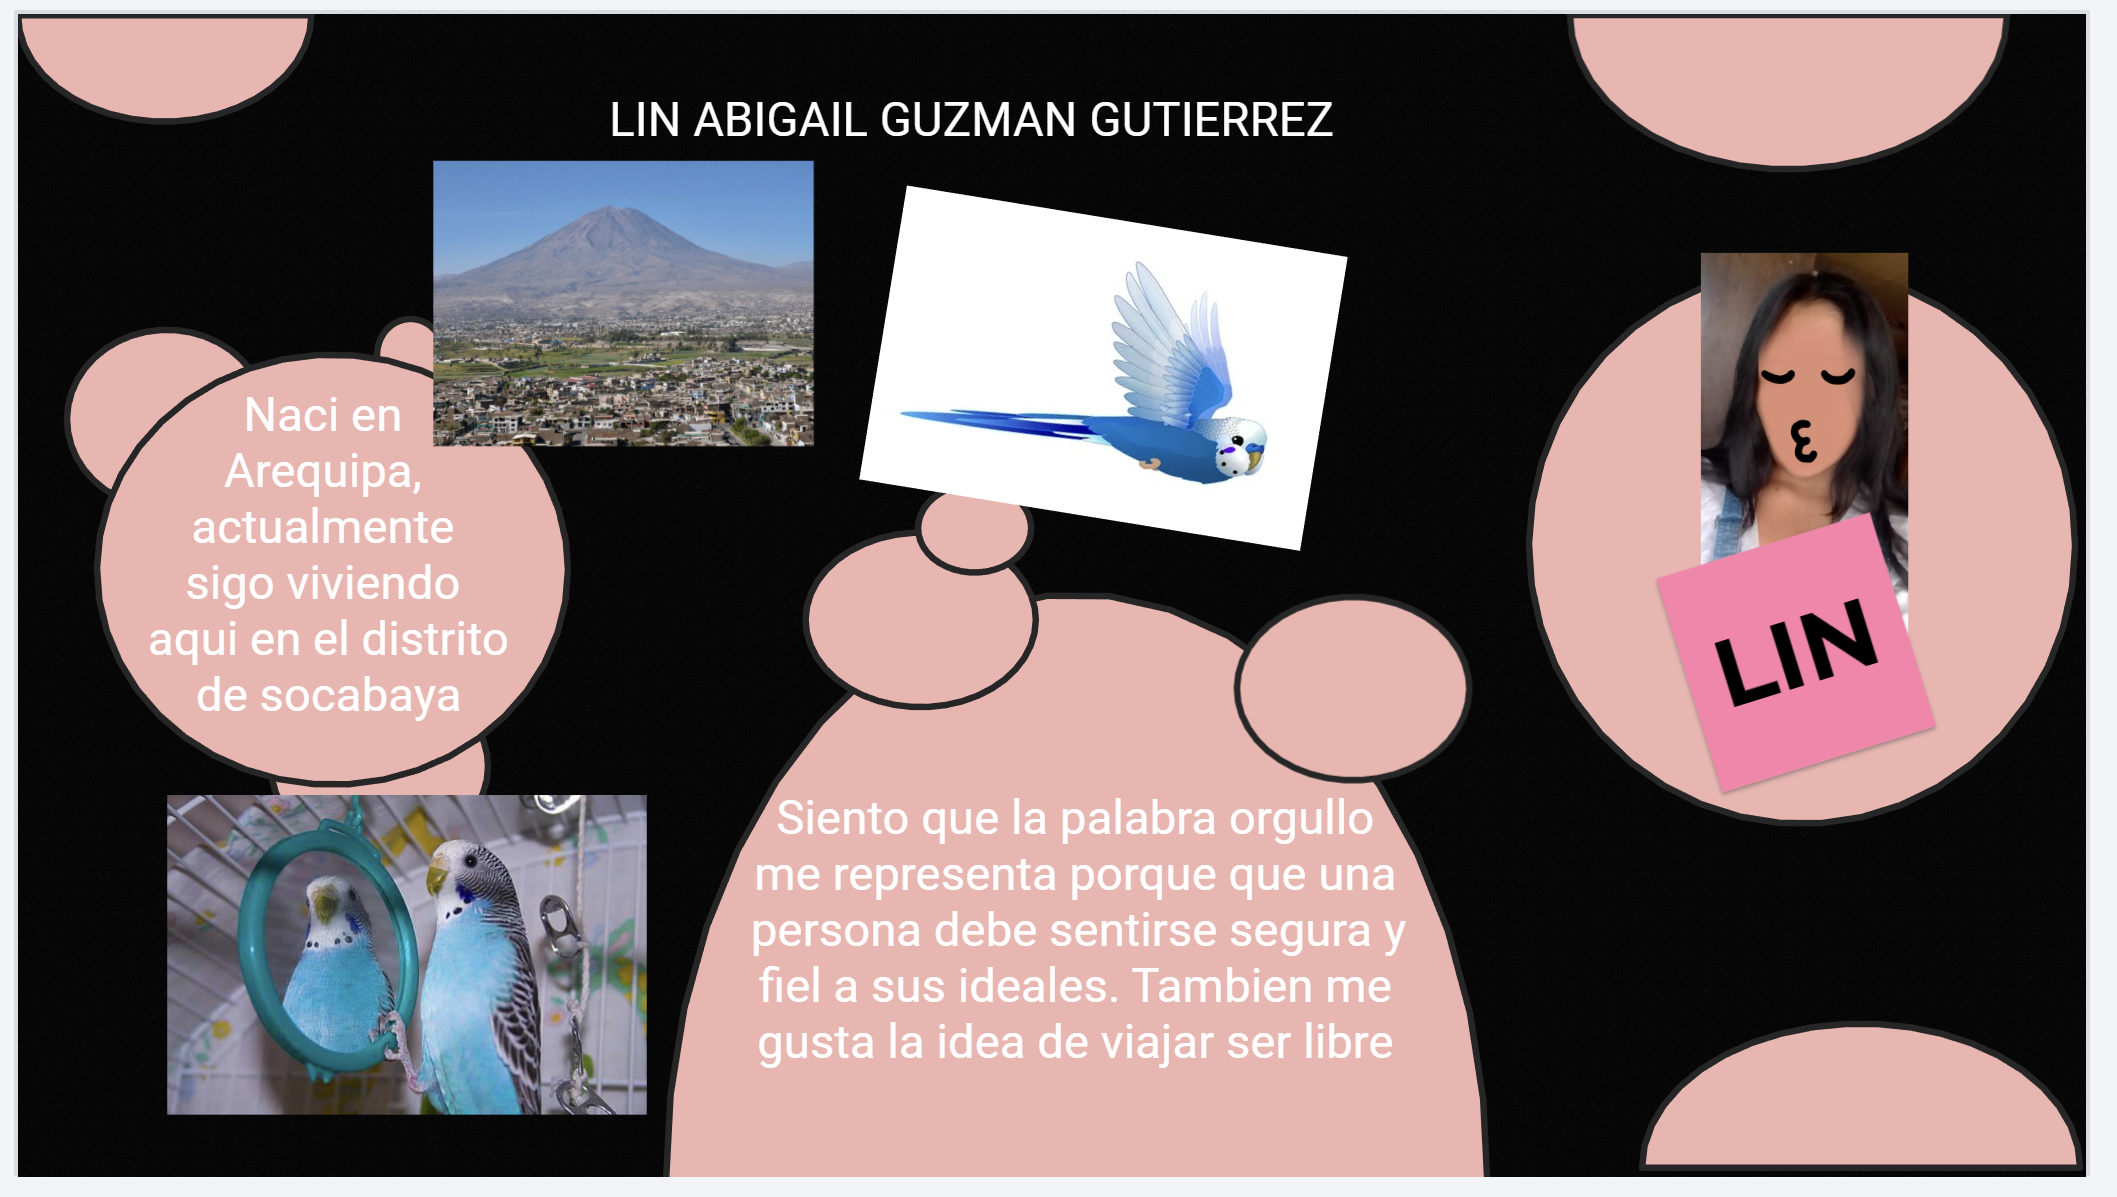 LIN ABIGAIL GUZMAN GUTIERREZ
Naci en
Arequipa,
actualmente
sigo viviendo
aqui en el distrito
de socabaya
Siento que la palabra orgullo
me representa porque que una
persona debe sentirse segura y
fiel a sus ideales. Tambien me
gusta la idea de viajar ser libre
LIN